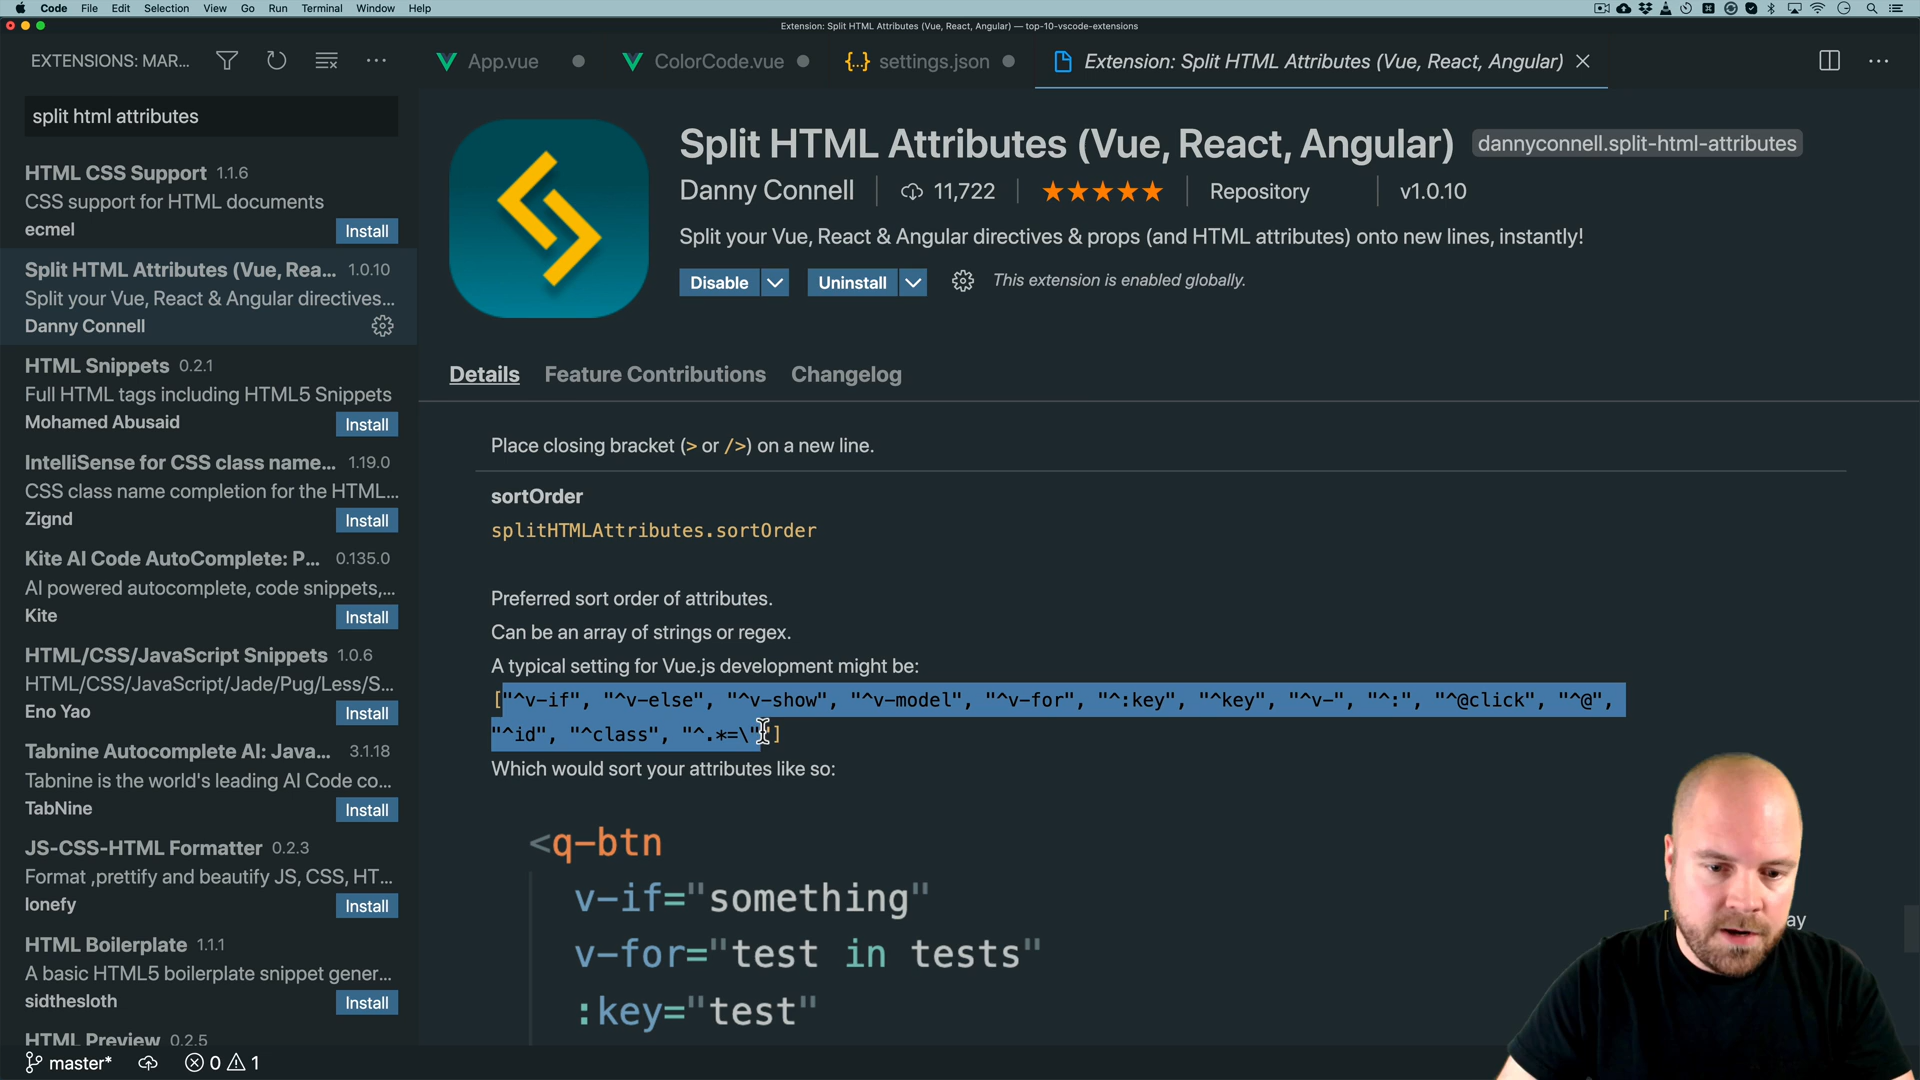 Code File Edit Selection View Go Run Terminal Window Help
Extension: Split HTML Attributes (Vue, React, Angular) — top-10-vscode-extensions
EXTENSIONS: MAR...
App.vue
ColorCode.vue
{..} settings.json
Extension: Split HTML Attributes (Vue, React, Angular)
split html attributes
HTML CSS Support 1.1.6
CSS support for HTML documents
ecmel
Install
Split HTML Attributes (Vue, Rea... 1.0.10
Split your Vue, React & Angular directives...
Danny Connell
HTML Snippets 0.2.1
Full HTML tags including HTML5 Snippets
Mohamed Abusaid
Install
IntelliSense for CSS class name... 1.19.0
CSS class name completion for the HTML...
Zignd
Install
Kite AI Code AutoComplete: P... 0.135.0
AI powered autocomplete, code snippets,...
Kite
Install
HTML/CSS/JavaScript Snippets 1.0.6
HTML/CSS/JavaScript/Jade/Pug/Less/S...
Eno Yao
Install
Tabnine Autocomplete AI: Java... 3.1.18
Tabnine is the world's leading AI Code co...
TabNine
Install
JS-CSS-HTML Formatter 0.2.3
Format ,prettify and beautify JS, CSS, HT...
lonefy
Install
HTML Boilerplate 1.1.1
A basic HTML5 boilerplate snippet gener...
sidthesloth
Install
HTML Preview 0.2.5
master* 0 1
Split HTML Attributes (Vue, React, Angular) dannyconnell.split-html-attributes
Danny Connell 11,722 Repository v1.0.10
Split your Vue, React & Angular directives & props (and HTML attributes) onto new lines, instantly!
Disable Uninstall This extension is enabled globally.
Details Feature Contributions Changelog
Place closing bracket (> or />) on a new line.
sortOrder
splitHTMLAttributes.sortOrder
Preferred sort order of attributes.
Can be an array of strings or regex.
A typical setting for Vue.js development might be:
["^v-if", "^v-else", "^v-show", "^v-model", "^v-for", "^:key", "^key", "^v-", "^:", "^@click", "^@",
"^id", "^class", "^.*=\""]
Which would sort your attributes like so:
<q-btn
v-if="something"
v-for="test in tests"
:key="test"